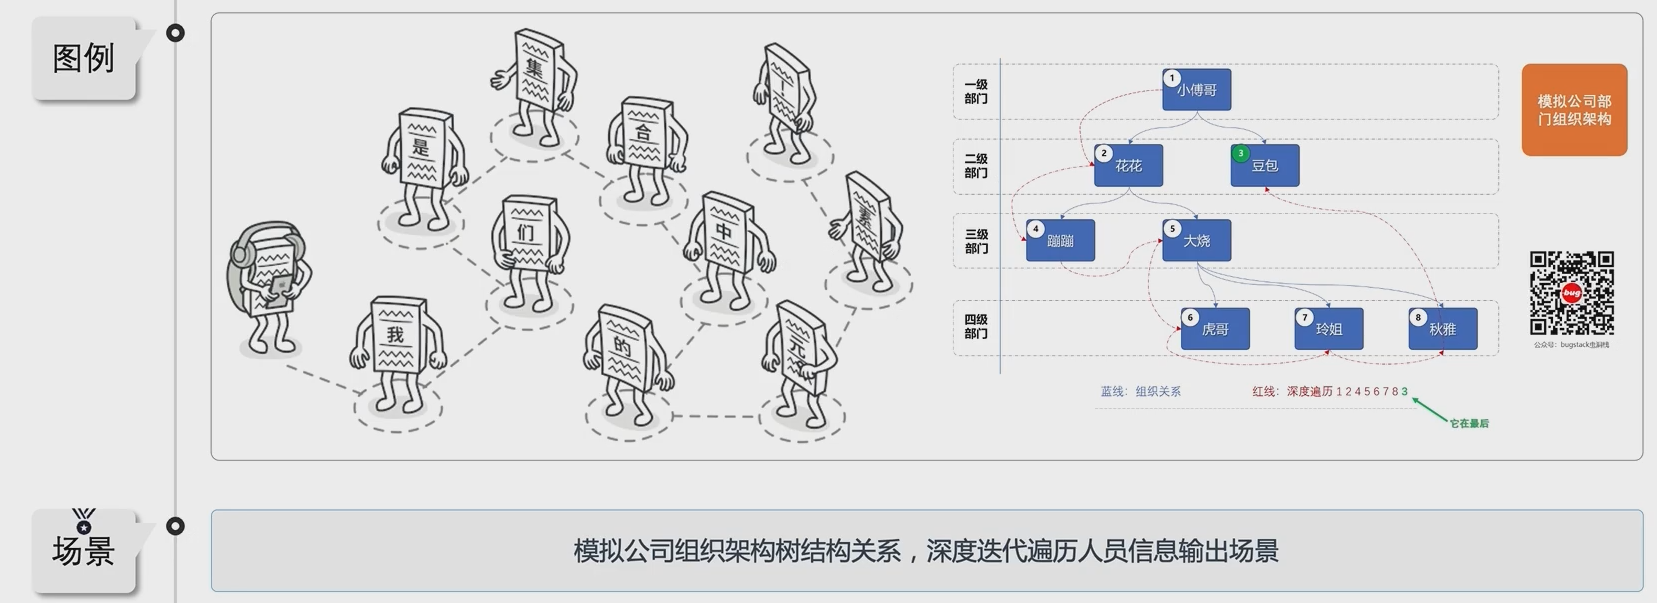 图例
集
是
合
！
们
中
素
我
的
元
一级
部门
1
小傅哥
二级
部门
2
花花
3
豆包
三级
部门
4
蹦蹦
5
大烧
四级
部门
6
虎哥
7
玲姐
8
秋雅
蓝线：组织关系
红线：深度遍历 1 2 4 5 6 7 8 3
它在最后
模拟公司部
门组织架构
bug
公众号：bugstack虫洞栈
场景
模拟公司组织架构树结构关系，深度迭代遍历人员信息输出场景